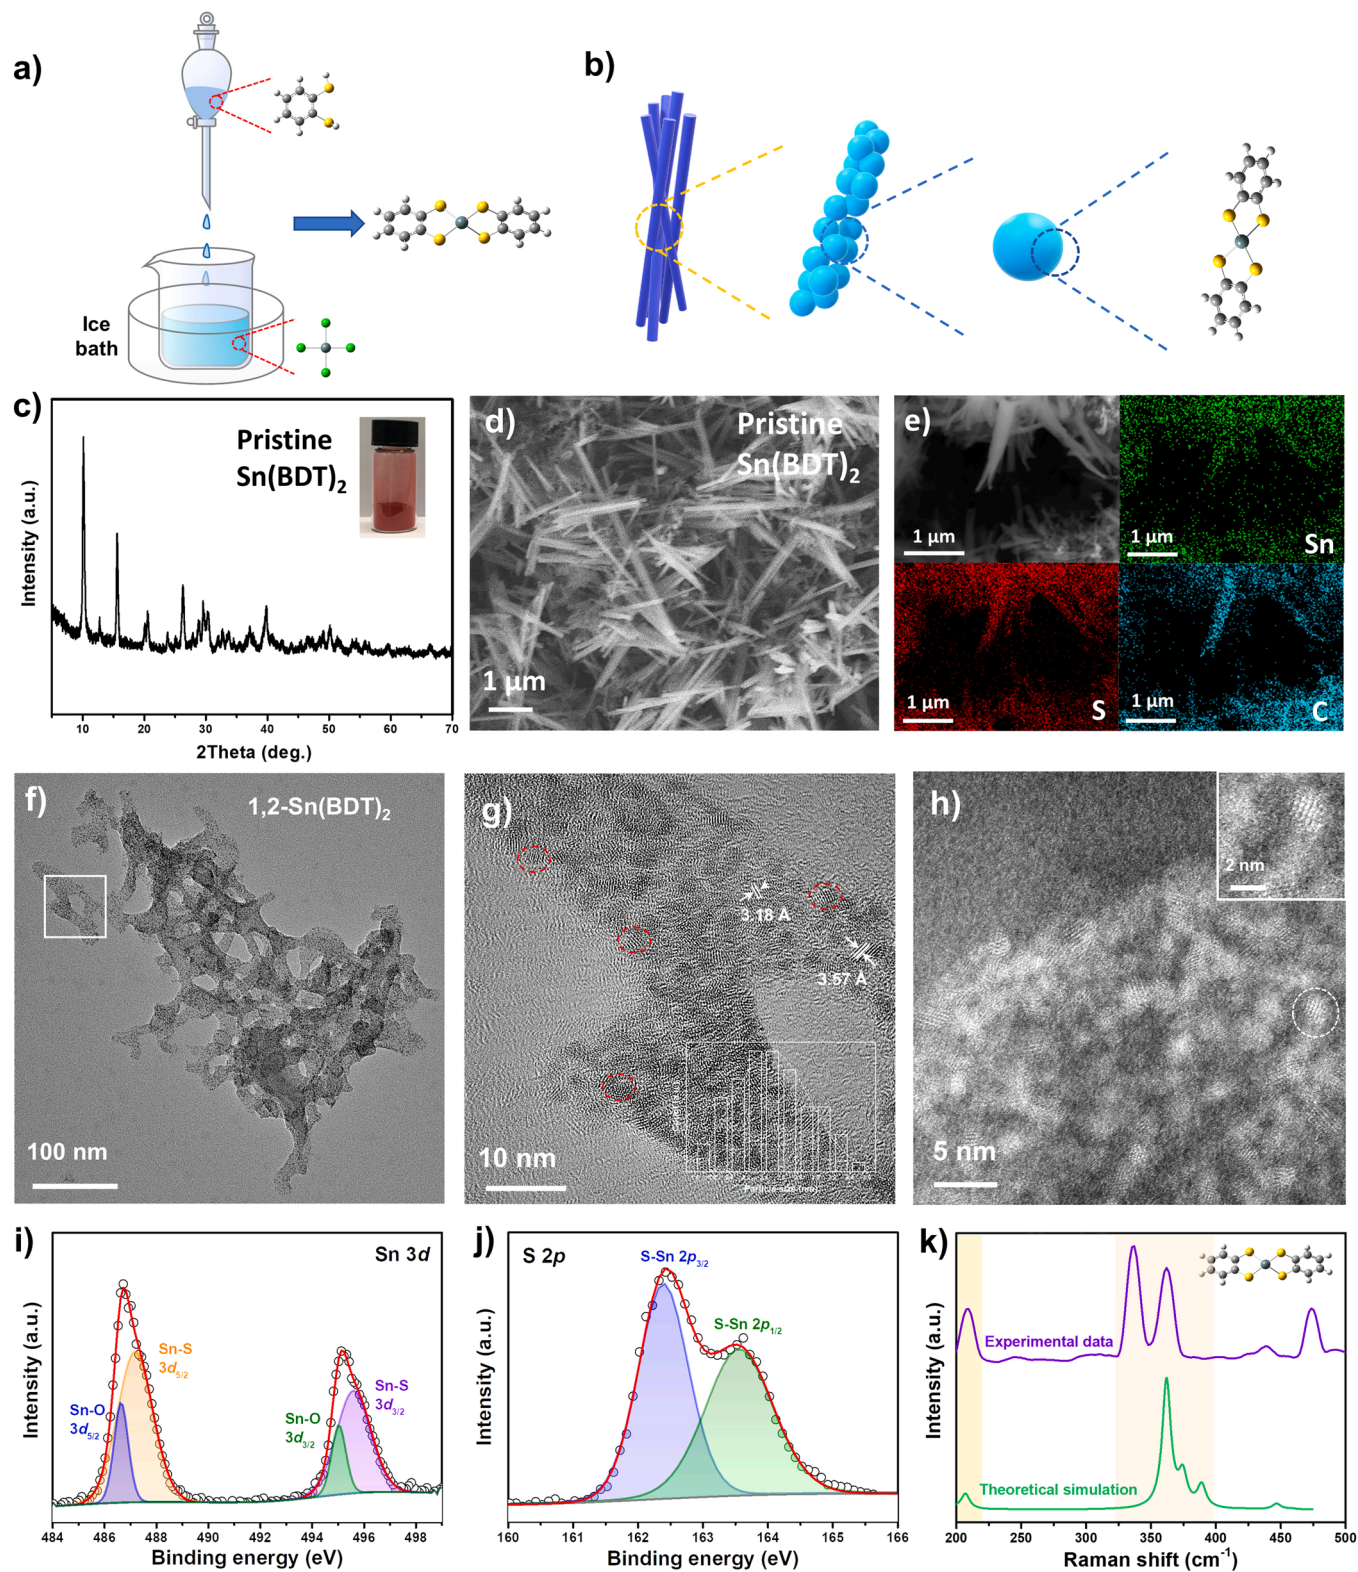 a)
Ice
bath
b)
c)
Pristine
Sn(BDT)2
Intensity (a.u.)
10 20 30 40 50 60 70
2Theta (deg.)
d)
Pristine
Sn(BDT)2
1 μm
e)
1 μm
1 μm
Sn
1 μm
S
1 μm
C
f)
1,2-Sn(BDT)2
100 nm
g)
3.18 Å
3.57 Å
10 nm
Particle size (nm)
h)
2 nm
5 nm
i)
Sn 3d
Sn-S
3d5/2
Sn-O
3d5/2
Sn-S
3d3/2
Sn-O
3d3/2
Intensity (a.u.)
484 486 488 490 492 494 496 498
Binding energy (eV)
j)
S 2p
S-Sn 2p3/2
S-Sn 2p1/2
Intensity (a.u.)
160 161 162 163 164 165 166
Binding energy (eV)
k)
Experimental data
Theoretical simulation
Intensity (a.u.)
200 250 300 350 400 450 500
Raman shift (cm-1)